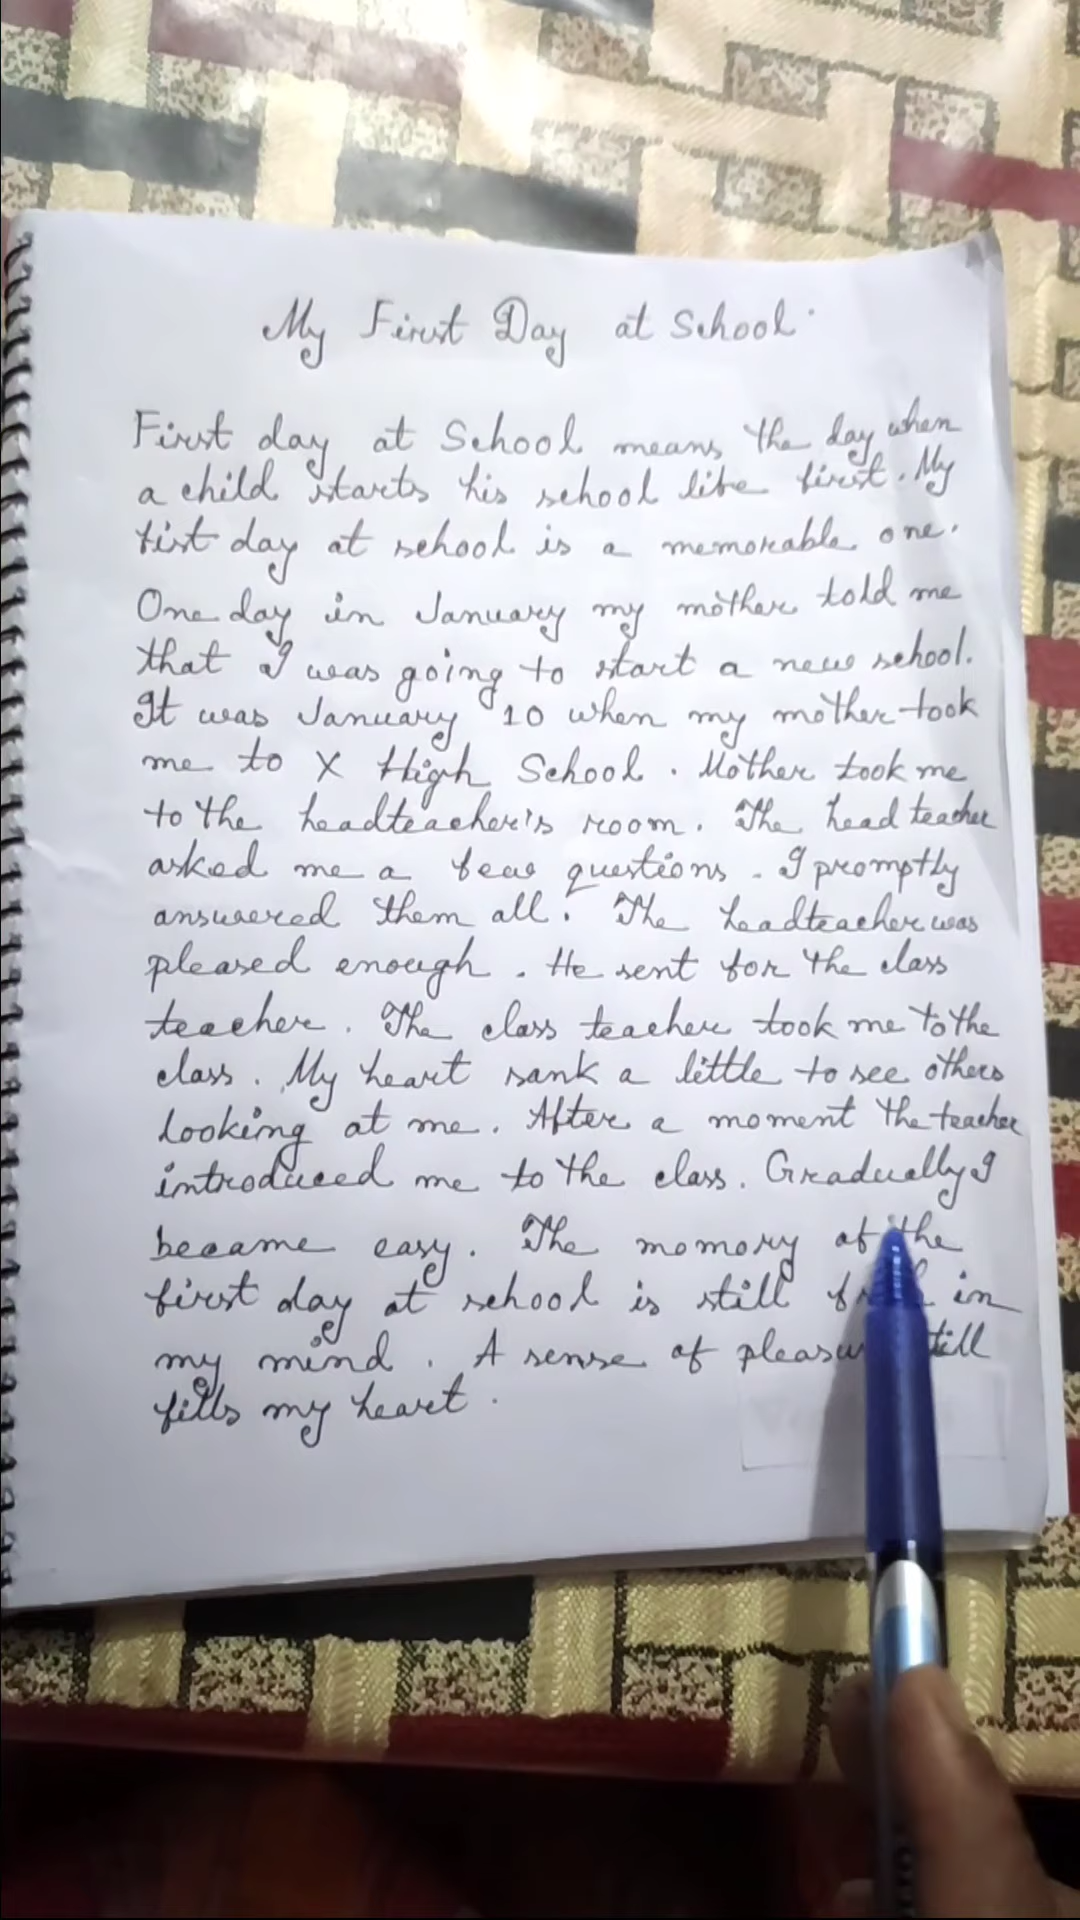 My First Day at School.
First day at School means the day when
a child starts his school life first. My
fist day at school is a memorable one.
One day in January my mother told me
that I was going to start a new school.
It was January 10 when my mother took
me to X High School. Mother took me
to the headteacher's room. The head teacher
asked me a few questions. I promptly
answered them all. The headteacher was
pleased enough. He sent for the class
teacher. The class teacher took me to the
class. My heart sank a little to see others
looking at me. After a moment the teacher
introduced me to the class. Gradually I
became easy. The momory of the
first day at school is still in
my mind. A sense of still
fills my heart.